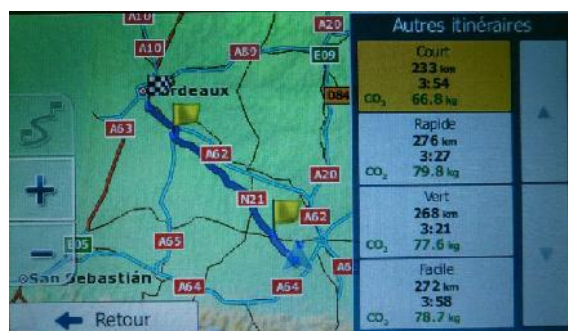 A10
A20
Autres itinéraires
A10
A89
E09
Court
233 km
3:54
CO₂ 66.8 kg
rdeaux
A63
A62
A20
Rapide
276 km
3:27
CO₂ 79.8 kg
N21
A62
Vert
268 km
3:21
CO₂ 77.6 kg
E05
A65
San Sebastián
A64
A64
Facile
272 km
3:58
CO₂ 78.7 kg
Retour